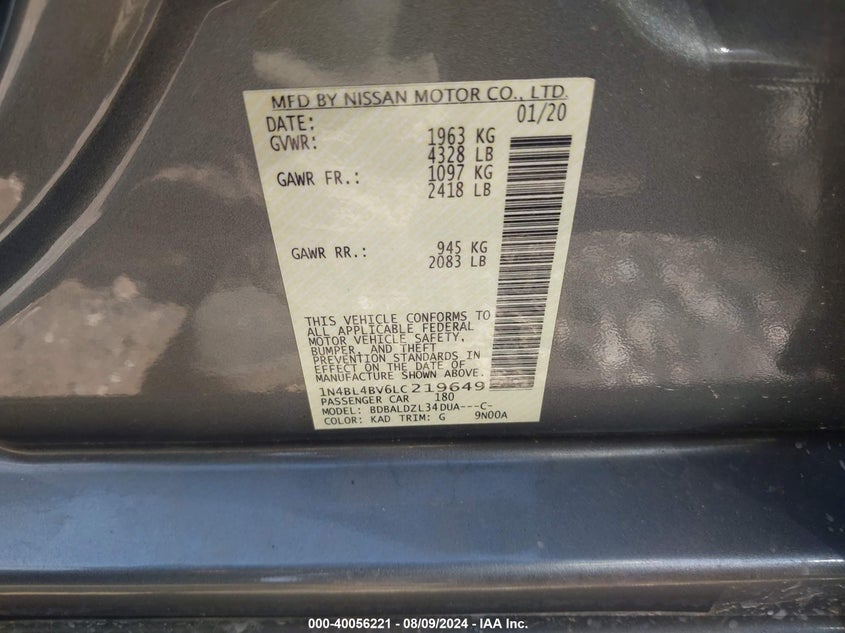 MFD BY NISSAN MOTOR CO., LTD.
DATE: 01/20
GVWR: 1963 KG
4328 LB
GAWR FR.: 1097 KG
2418 LB
GAWR RR.: 945 KG
2083 LB
THIS VEHICLE CONFORMS TO
ALL APPLICABLE FEDERAL
MOTOR VEHICLE SAFETY,
BUMPER, AND THEFT
PREVENTION STANDARDS IN
EFFECT ON THE DATE OF
MANUFACTURE SHOWN ABOVE.
1N4BL4BV6LC219649
PASSENGER CAR 180
MODEL: BDBALDZL34DUA---C-
COLOR: KAD TRIM: G 9N00A
000-40056221 - 08/09/2024 - IAA Inc.